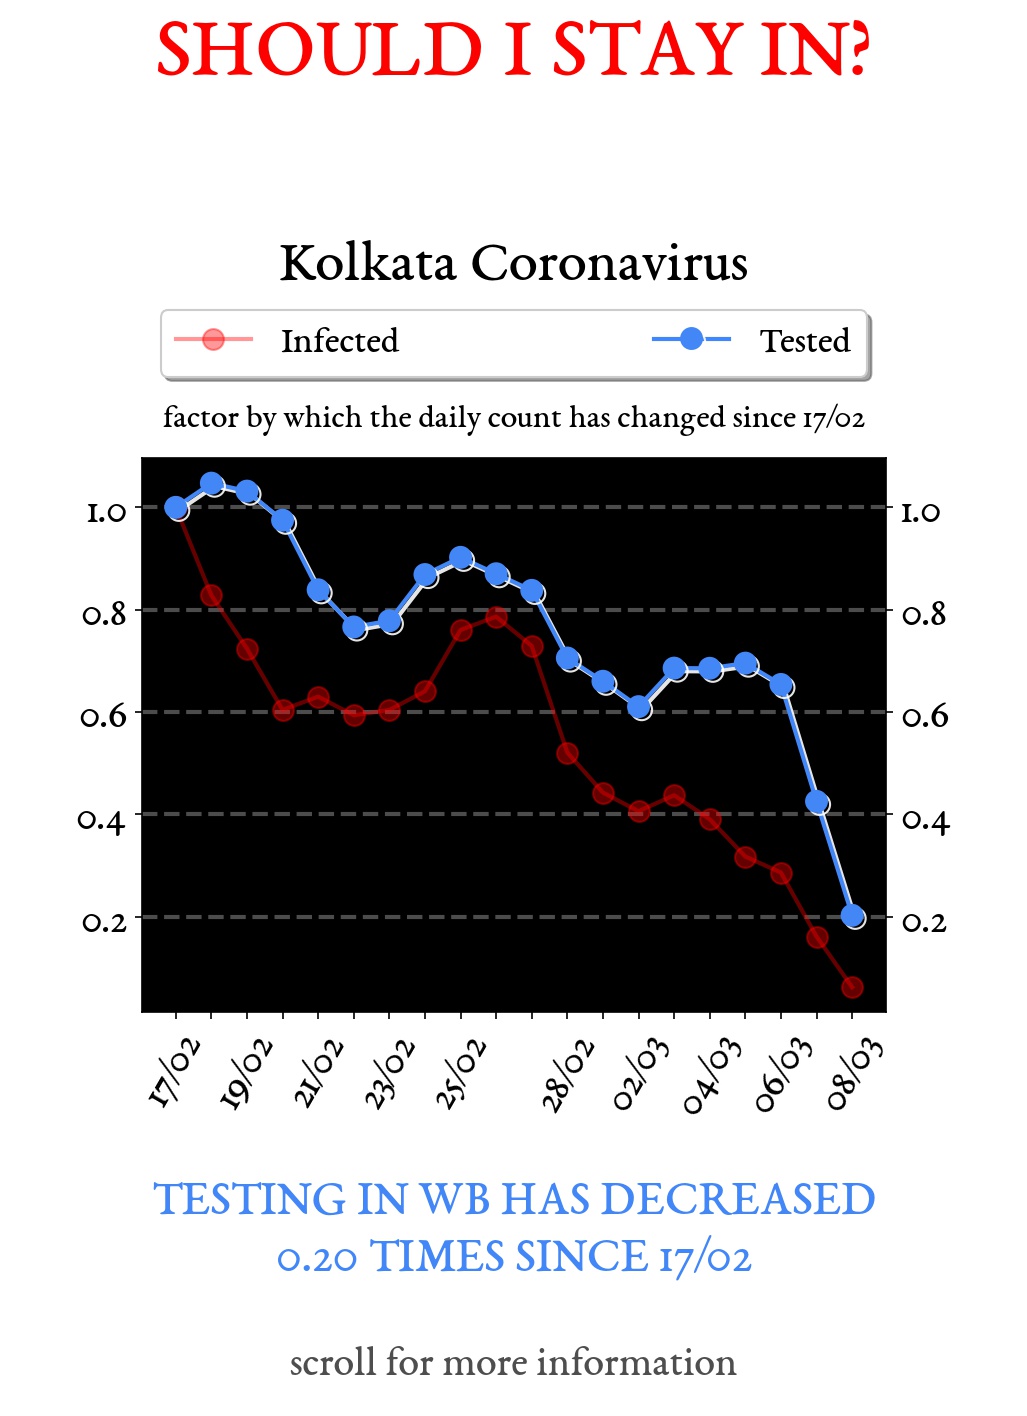 SHOULD I STAY IN?
Kolkata Coronavirus
Infected Tested
factor by which the daily count has changed since 17/02
1.0 1.0
0.8 0.8
0.6 0.6
0.4 0.4
0.2 0.2
17/02 19/02 21/02 23/02 25/02 28/02 02/03 04/03 06/03 08/03
TESTING IN WB HAS DECREASED
0.20 TIMES SINCE 17/02
scroll for more information